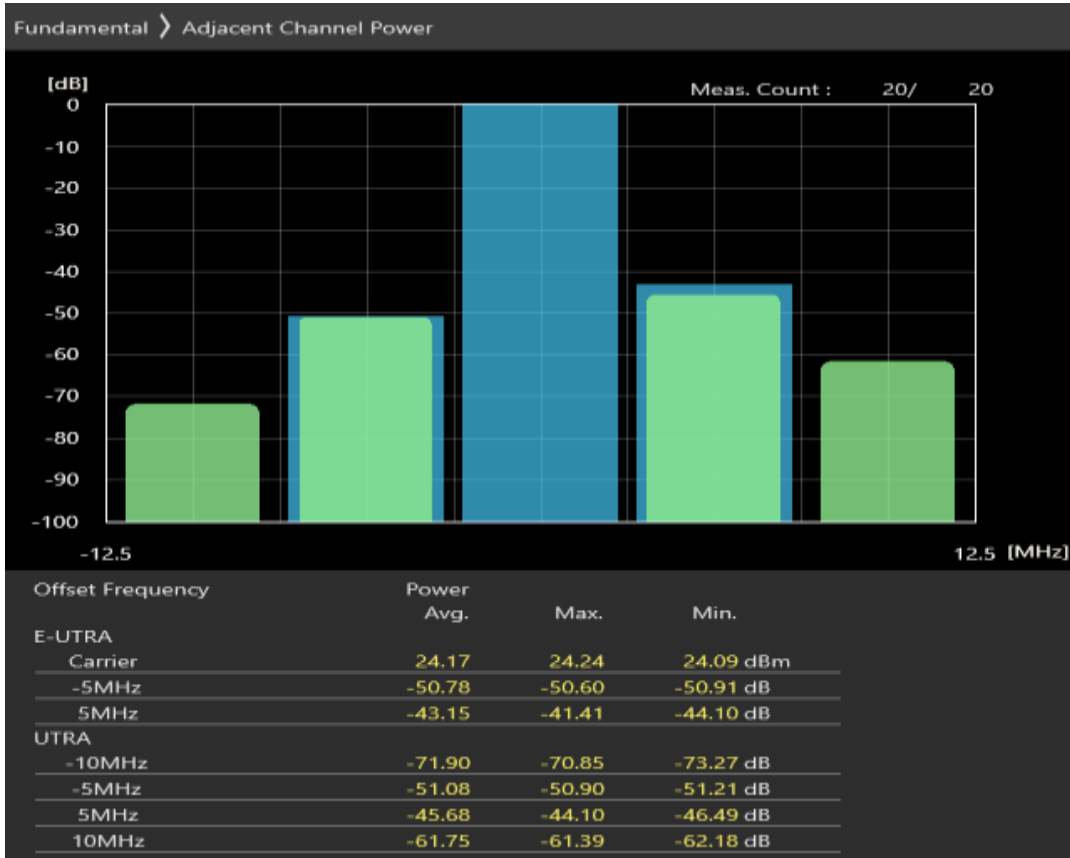 Fundamental 〉 Adjacent Channel Power
[dB]
Meas. Count : 20/ 20
0
-10
-20
-30
-40
-50
-60
-70
-80
-90
-100
-12.5 12.5 [MHz]
Offset Frequency Power
Avg. Max. Min.
E-UTRA
Carrier 24.17 24.24 24.09 dBm
-5MHz -50.78 -50.60 -50.91 dB
5MHz -43.15 -41.41 -44.10 dB
UTRA
-10MHz -71.90 -70.85 -73.27 dB
-5MHz -51.08 -50.90 -51.21 dB
5MHz -45.68 -44.10 -46.49 dB
10MHz -61.75 -61.39 -62.18 dB